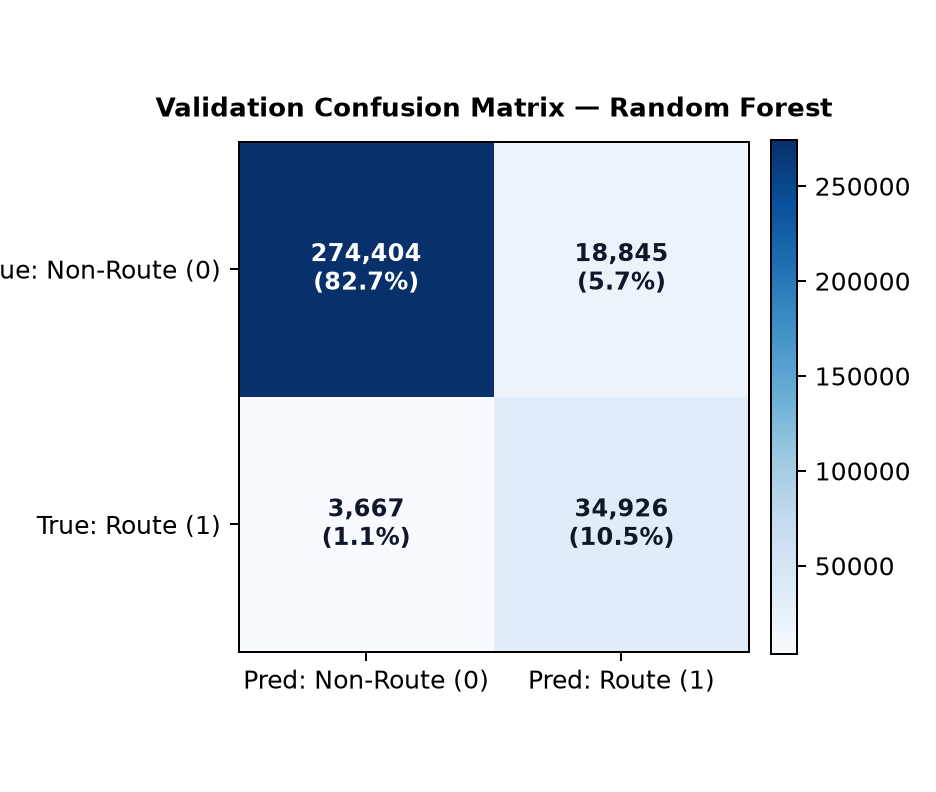 Validation Confusion Matrix — Random Forest
274,404
(82.7%)
18,845
(5.7%)
ue: Non-Route (0)
3,667
(1.1%)
34,926
(10.5%)
True: Route (1)
Pred: Non-Route (0)
Pred: Route (1)
250000
200000
150000
100000
50000